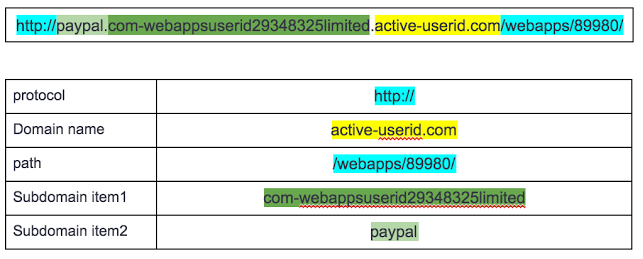 http://paypal.com-webappsuserid29348325limited.active-userid.com/webapps/89980/
protocol http://
Domain name active-userid.com
path /webapps/89980/
Subdomain item1 com-webappsuserid29348325limited
Subdomain item2 paypal